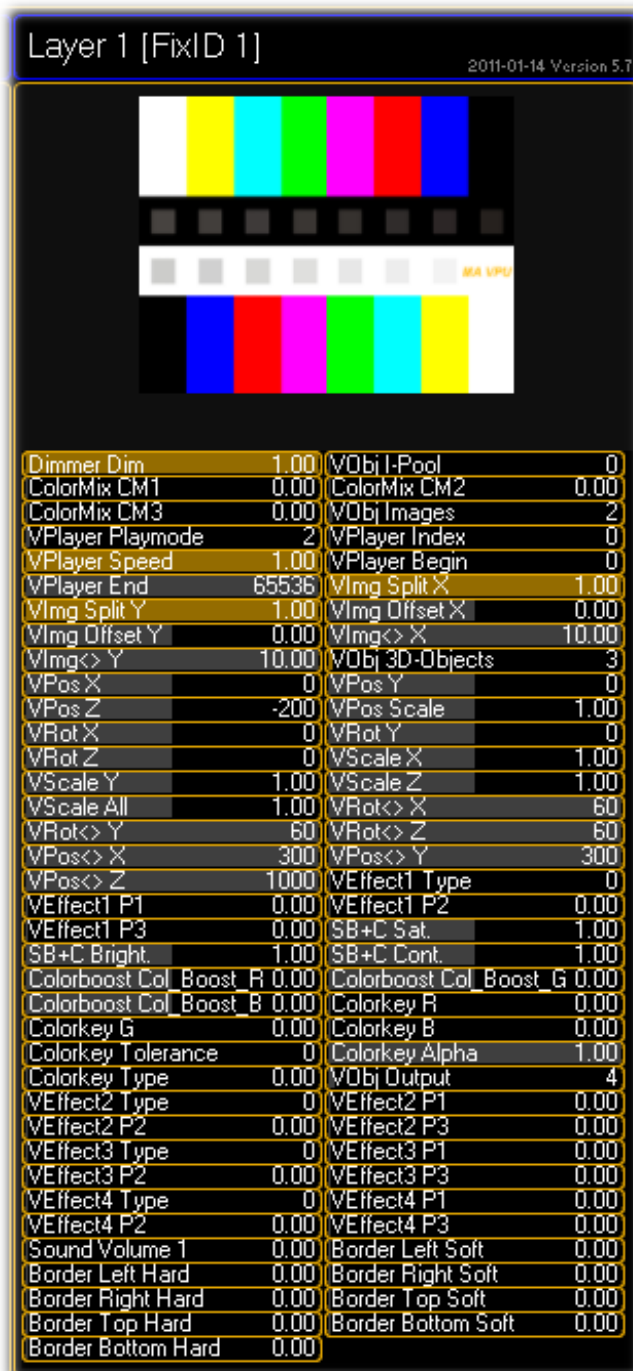 Layer 1 [FixID 1]
2011-01-14 Version 5.7
MA VPU
Dimmer Dim 1.00 VObj I-Pool 0
ColorMix CM1 0.00 ColorMix CM2 0.00
ColorMix CM3 0.00 VObj Images 2
VPlayer Playmode 2 VPlayer Index 0
VPlayer Speed 1.00 VPlayer Begin 0
VPlayer End 65536 VImg Split X 1.00
VImg Split Y 1.00 VImg Offset X 0.00
VImg Offset Y 0.00 VImg<> X 10.00
VImg<> Y 10.00 VObj 3D-Objects 3
VPos X 0 VPos Y 0
VPos Z -200 VPos Scale 1.00
VRot X 0 VRot Y 0
VRot Z 0 VScale X 1.00
VScale Y 1.00 VScale Z 1.00
VScale All 1.00 VRot<> X 60
VRot<> Y 60 VRot<> Z 60
VPos<> X 300 VPos<> Y 300
VPos<> Z 1000 VEffect1 Type 0
VEffect1 P1 0.00 VEffect1 P2 0.00
VEffect1 P3 0.00 SB+C Sat. 1.00
SB+C Bright. 1.00 SB+C Cont. 1.00
Colorboost Col_Boost_R 0.00 Colorboost Col_Boost_G 0.00
Colorboost Col_Boost_B 0.00 Colorkey R 0.00
Colorkey G 0.00 Colorkey B 0.00
Colorkey Tolerance 0 Colorkey Alpha 1.00
Colorkey Type 0.00 VObj Output 4
VEffect2 Type 0 VEffect2 P1 0.00
VEffect2 P2 0.00 VEffect2 P3 0.00
VEffect3 Type 0 VEffect3 P1 0.00
VEffect3 P2 0.00 VEffect3 P3 0.00
VEffect4 Type 0 VEffect4 P1 0.00
VEffect4 P2 0.00 VEffect4 P3 0.00
Sound Volume 1 0.00 Border Left Soft 0.00
Border Left Hard 0.00 Border Right Soft 0.00
Border Right Hard 0.00 Border Top Soft 0.00
Border Top Hard 0.00 Border Bottom Soft 0.00
Border Bottom Hard 0.00